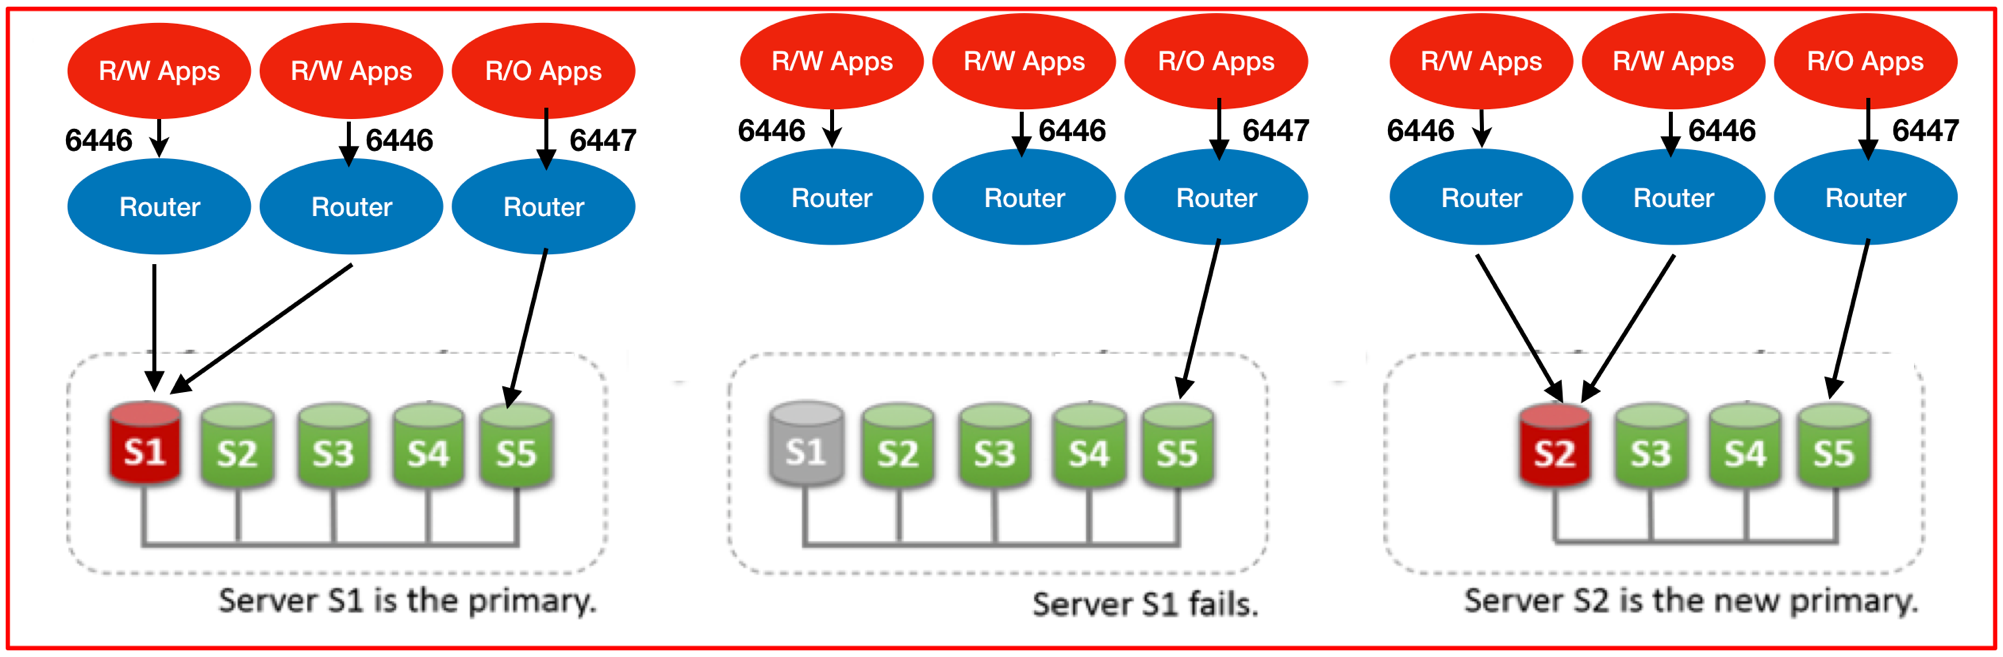 R/W Apps
R/W Apps
R/O Apps
6446
6446
6447
Router
Router
Router
S1
S2
S3
S4
S5
Server S1 is the primary.
R/W Apps
R/W Apps
R/O Apps
6446
6446
6447
Router
Router
Router
S1
S2
S3
S4
S5
Server S1 fails.
R/W Apps
R/W Apps
R/O Apps
6446
6446
6447
Router
Router
Router
S2
S3
S4
S5
Server S2 is the new primary.